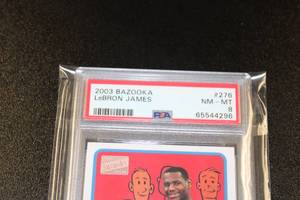 2003 BAZOOKA #276
LeBRON JAMES NM - MT
8
PSA 65544296